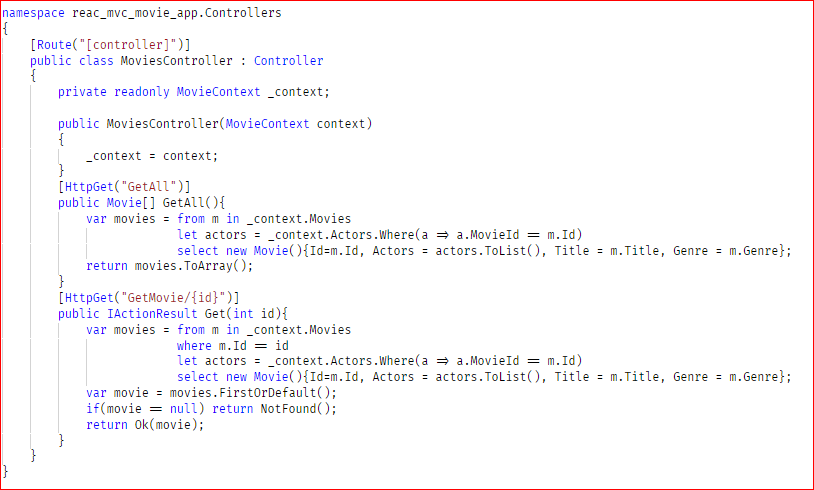 namespace reac_mvc_movie_app.Controllers
{
    [Route("[controller]")]
    public class MoviesController : Controller
    {
        private readonly MovieContext _context;

        public MoviesController(MovieContext context)
        {
            _context = context;
        }
        [HttpGet("GetAll")]
        public Movie[] GetAll(){
            var movies = from m in _context.Movies
                         let actors = _context.Actors.Where(a => a.MovieId == m.Id)
                         select new Movie(){Id=m.Id, Actors = actors.ToList(), Title = m.Title, Genre = m.Genre};
            return movies.ToArray();
        }
        [HttpGet("GetMovie/{id}")]
        public IActionResult Get(int id){
            var movies = from m in _context.Movies
                         where m.Id == id
                         let actors = _context.Actors.Where(a => a.MovieId == m.Id)
                         select new Movie(){Id=m.Id, Actors = actors.ToList(), Title = m.Title, Genre = m.Genre};
            var movie = movies.FirstOrDefault();
            if(movie == null) return NotFound();
            return Ok(movie);
        }
    }
}